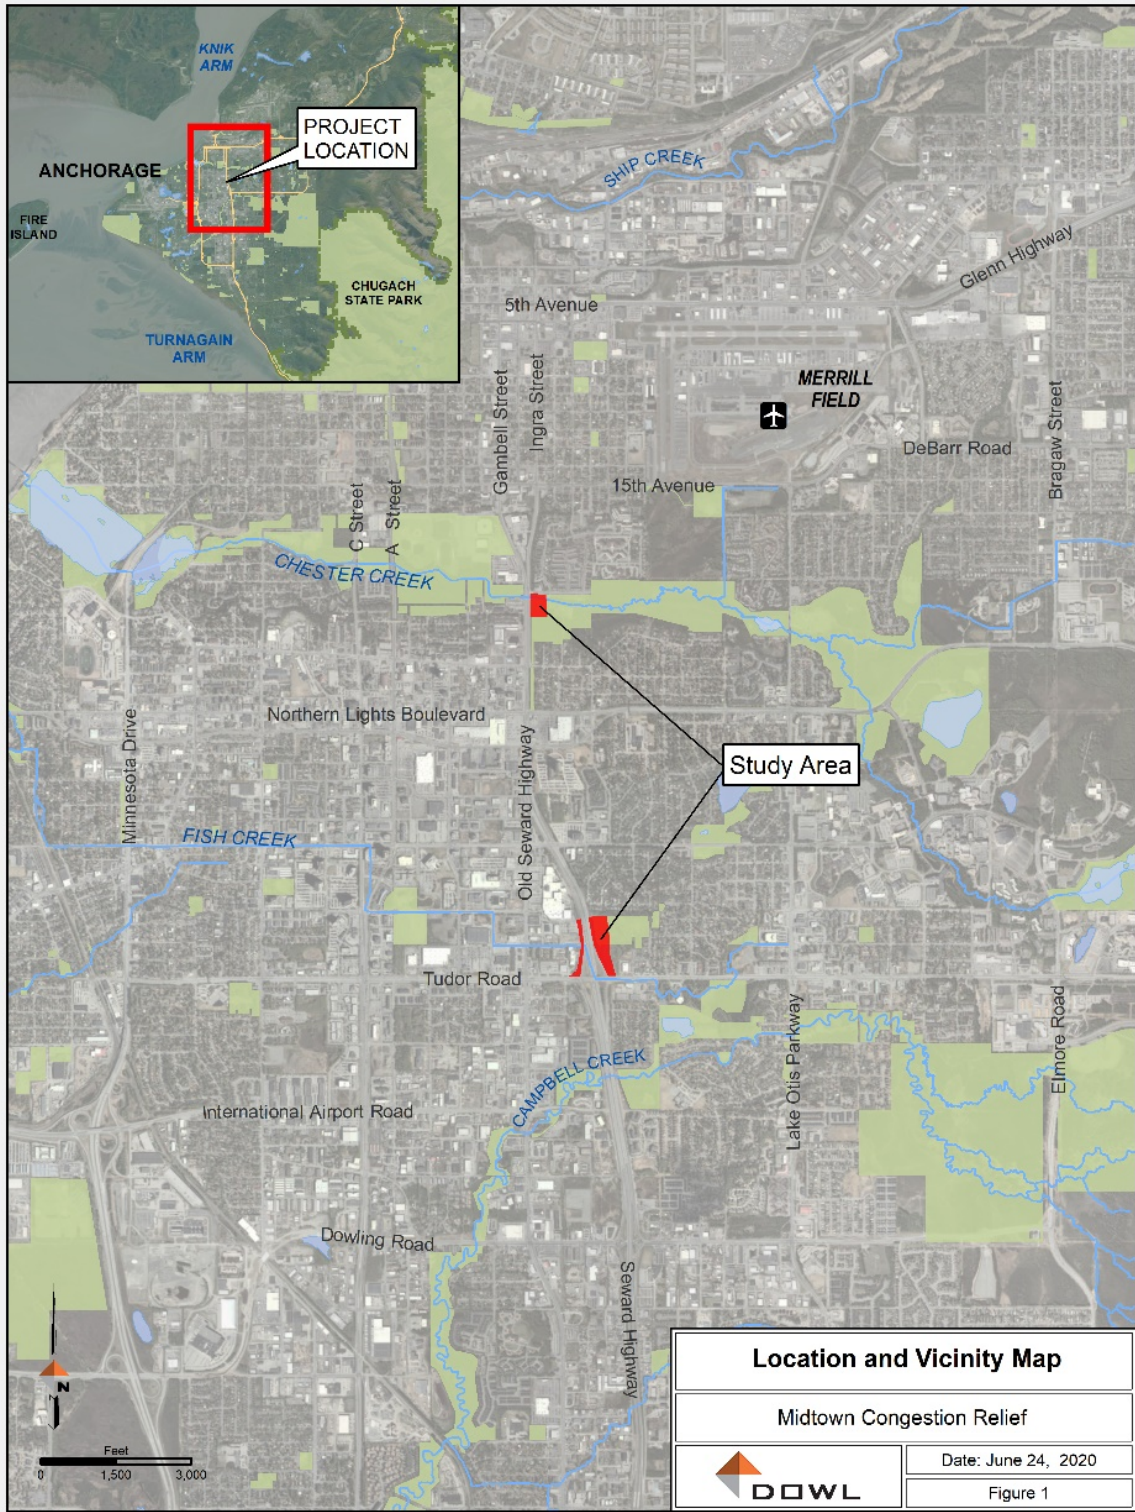 KNIK
ARM
PROJECT
LOCATION
ANCHORAGE
FIRE
ISLAND
CHUGACH
STATE PARK
TURNAGAIN
ARM
SHIP CREEK
Glenn Highway
5th Avenue
Gambell Street
Ingra Street
MERRILL
FIELD
DeBarr Road
Bragaw Street
15th Avenue
C Street
A Street
CHESTER CREEK
Northern Lights Boulevard
Minnesota Drive
Old Seward Highway
Study Area
FISH CREEK
Tudor Road
Lake Otis Parkway
Elmore Road
CAMPBELL CREEK
International Airport Road
Dowling Road
Seward Highway
N
Feet
0 1,500 3,000
Location and Vicinity Map
Midtown Congestion Relief
DOWL
Date: June 24, 2020
Figure 1